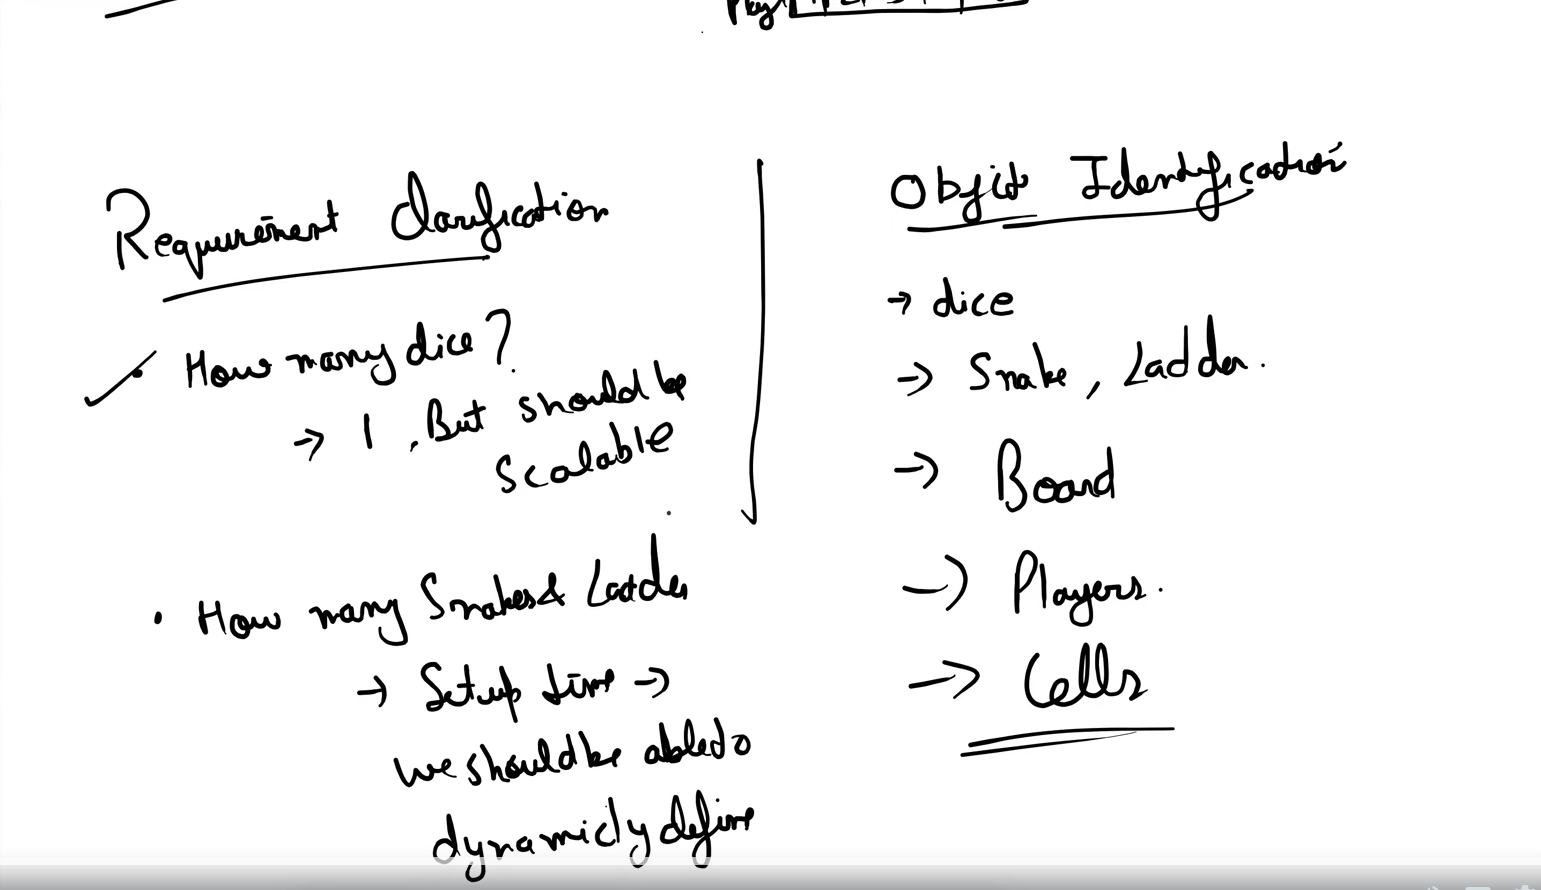 Play
Requirement Clarification
• How many dice?
→ 1, But should be
scalable
• How many Snakes & Ladder
→ Setup time →
we should be able to
dynamicly define
Object Identification
→ dice
→ Snake, Ladder.
→ Board
→ Players.
→ Cells